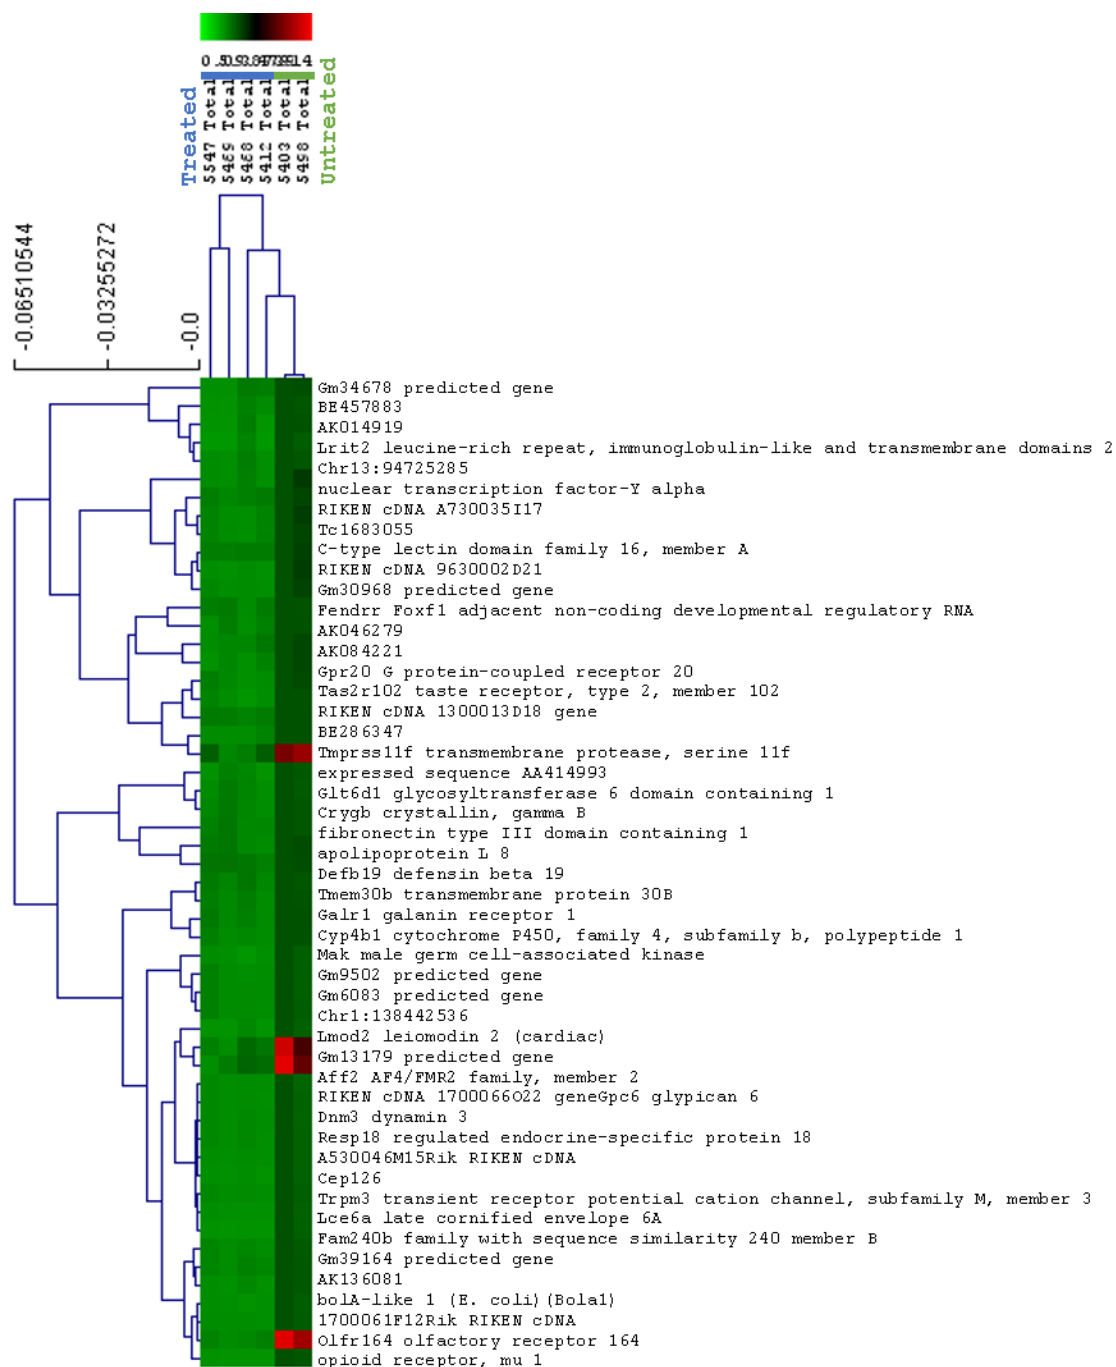 Treated
5547 Total
5469 Total
5468 Total
5412 Total
5403 Total
5498 Total
Untreated
-0.06510544
-0.03255272
-0.0
Gm34678 predicted gene
BE457883
AK014919
Lrit2 leucine-rich repeat, immunoglobulin-like and transmembrane domains 2
Chr13:94725285
nuclear transcription factor-Y alpha
RIKEN cDNA A730035I17
Tc1683055
C-type lectin domain family 16, member A
RIKEN cDNA 9630002D21
Gm30968 predicted gene
Fendrr Foxf1 adjacent non-coding developmental regulatory RNA
AK046279
AK084221
Gpr20 G protein-coupled receptor 20
Tas2r102 taste receptor, type 2, member 102
RIKEN cDNA 1300013D18 gene
BE286347
Tmprss11f transmembrane protease, serine 11f
expressed sequence AA414993
Glt6d1 glycosyltransferase 6 domain containing 1
Crygb crystallin, gamma B
fibronectin type III domain containing 1
apolipoprotein L 8
Defb19 defensin beta 19
Tmem30b transmembrane protein 30B
Galr1 galanin receptor 1
Cyp4b1 cytochrome P450, family 4, subfamily b, polypeptide 1
Mak male germ cell-associated kinase
Gm9502 predicted gene
Gm6083 predicted gene
Chr1:138442536
Lmod2 leiomodin 2 (cardiac)
Gm13179 predicted gene
Aff2 AF4/FMR2 family, member 2
RIKEN cDNA 1700066O22 geneGpc6 glypican 6
Dnm3 dynamin 3
Resp18 regulated endocrine-specific protein 18
A530046M15Rik RIKEN cDNA
Cep126
Trpm3 transient receptor potential cation channel, subfamily M, member 3
Lce6a late cornified envelope 6A
Fam240b family with sequence similarity 240 member B
Gm39164 predicted gene
AK136081
bolA-like 1 (E. coli)(Bola1)
1700061F12Rik RIKEN cDNA
Olfr164 olfactory receptor 164
opioid receptor, mu 1